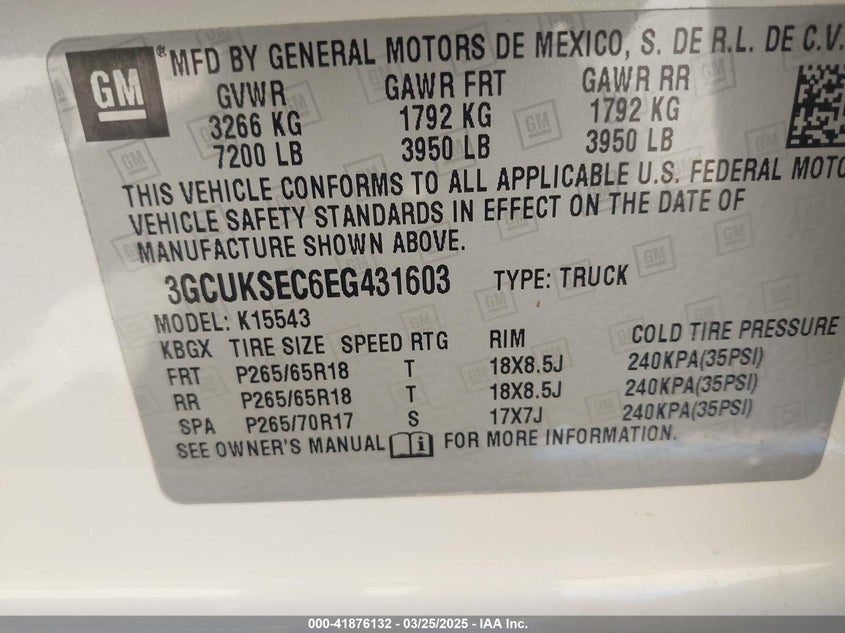 GM ® MFD BY GENERAL MOTORS DE MEXICO, S. DE R.L. DE C.V.
GVWR GAWR FRT GAWR RR
3266 KG 1792 KG 1792 KG
7200 LB 3950 LB 3950 LB
THIS VEHICLE CONFORMS TO ALL APPLICABLE U.S. FEDERAL
VEHICLE SAFETY STANDARDS IN EFFECT ON THE DATE OF
MANUFACTURE SHOWN ABOVE.
3GCUKSEC6EG431603 TYPE: TRUCK
MODEL: K15543
KBGX TIRE SIZE SPEED RTG RIM COLD TIRE PRESSURE
FRT P265/65R18 T 18X8.5J 240KPA(35PSI)
RR P265/65R18 T 18X8.5J 240KPA(35PSI)
SPA P265/70R17 S 17X7J 240KPA(35PSI)
SEE OWNER'S MANUAL i FOR MORE INFORMATION.
000-41876132 — 03/25/2025 — IAA Inc.